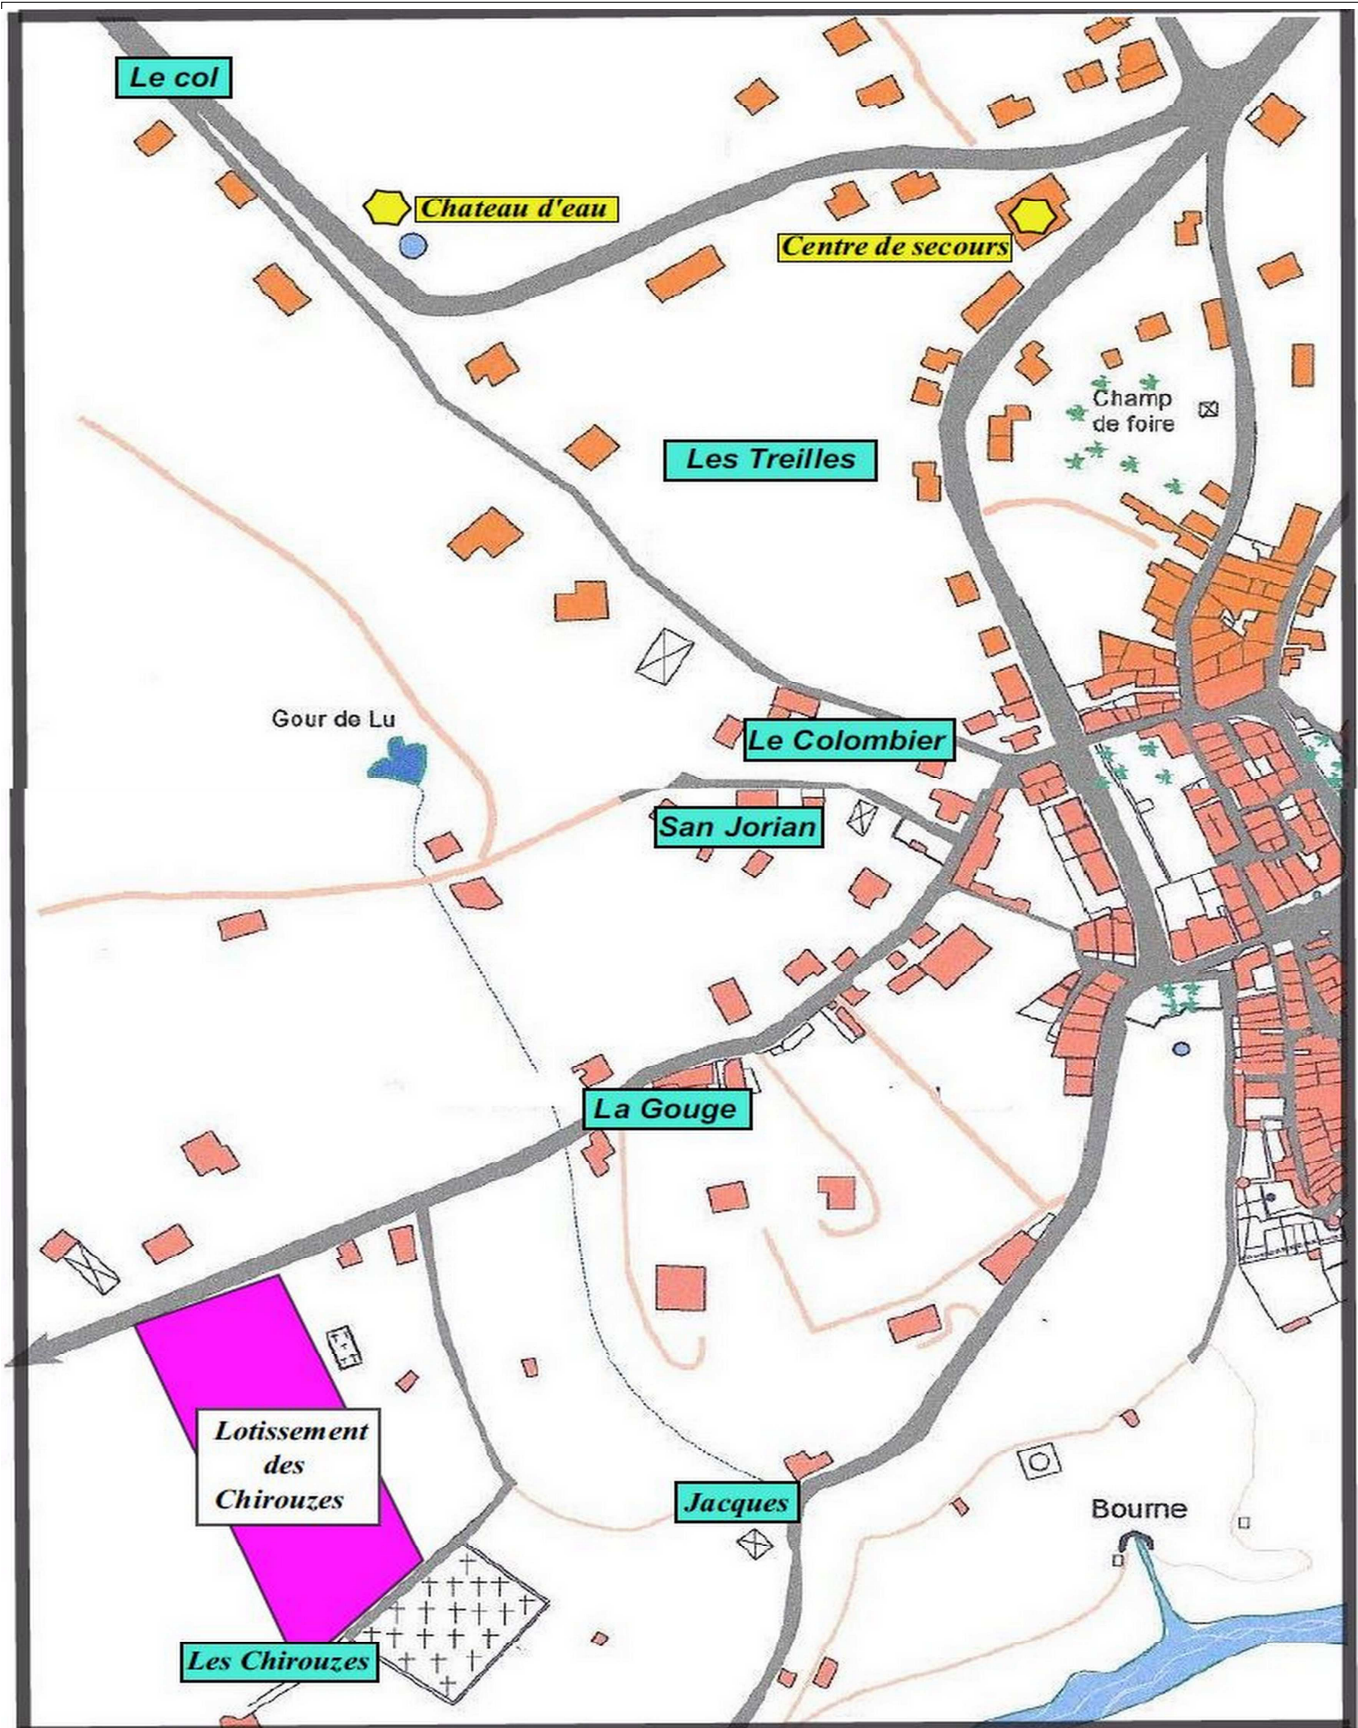 Le col
Chateau d'eau
Centre de secours
Champ
de foire
Les Treilles
Gour de Lu
Le Colombier
San Jorian
La Gouge
Lotissement
des
Chirouzes
Jacques
Bourne
Les Chirouzes